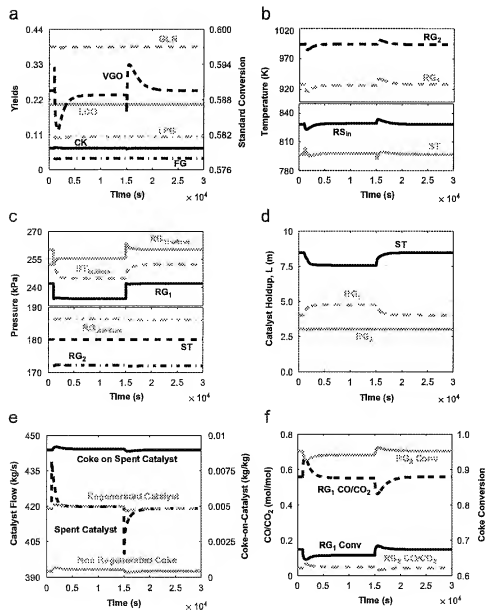 a
0.44
0.33
0.22
0.11
0
Yields
0.600
0.594
0.588
0.582
0.576
Standard Conversion
GLN
VGO
LCO
LPG
CK
FG
0 0.5 1 1.5 2 2.5 3
Time (s)
× 10⁴
b
1020
970
920
870
840
810
780
Temperature (K)
RG₂
RG₁
RS_in
ST
0 0.5 1 1.5 2 2.5 3
Time (s)
× 10⁴
c
270
255
240
190
180
170
Pressure (kPa)
RG₁
ST
RG₂
0 0.5 1 1.5 2 2.5 3
Time (s)
× 10⁴
d
10
7.5
5.0
2.5
0
Catalyst Holdup, L (m)
ST
RG₁
RG₂
0 0.5 1 1.5 2 2.5 3
Time (s)
× 10⁴
e
450
440
430
420
410
400
390
Catalyst Flow (kg/s)
0.01
0.0075
0.005
0.0025
0
Coke-on-Catalyst (kg/kg)
Coke on Spent Catalyst
Regenerated Catalyst
Spent Catalyst
Non Regenerated Coke
0 0.5 1 1.5 2 2.5 3
Time (s)
× 10⁴
f
0.8
0.6
0.4
0.2
0
CO/CO₂ (mol/mol)
1.0
0.9
0.8
0.7
0.6
Coke Conversion
RG₂ Conv
RG₁ CO/CO₂
RG₁ Conv
RG₂ CO/CO₂
0 0.5 1 1.5 2 2.5 3
Time (s)
× 10⁴